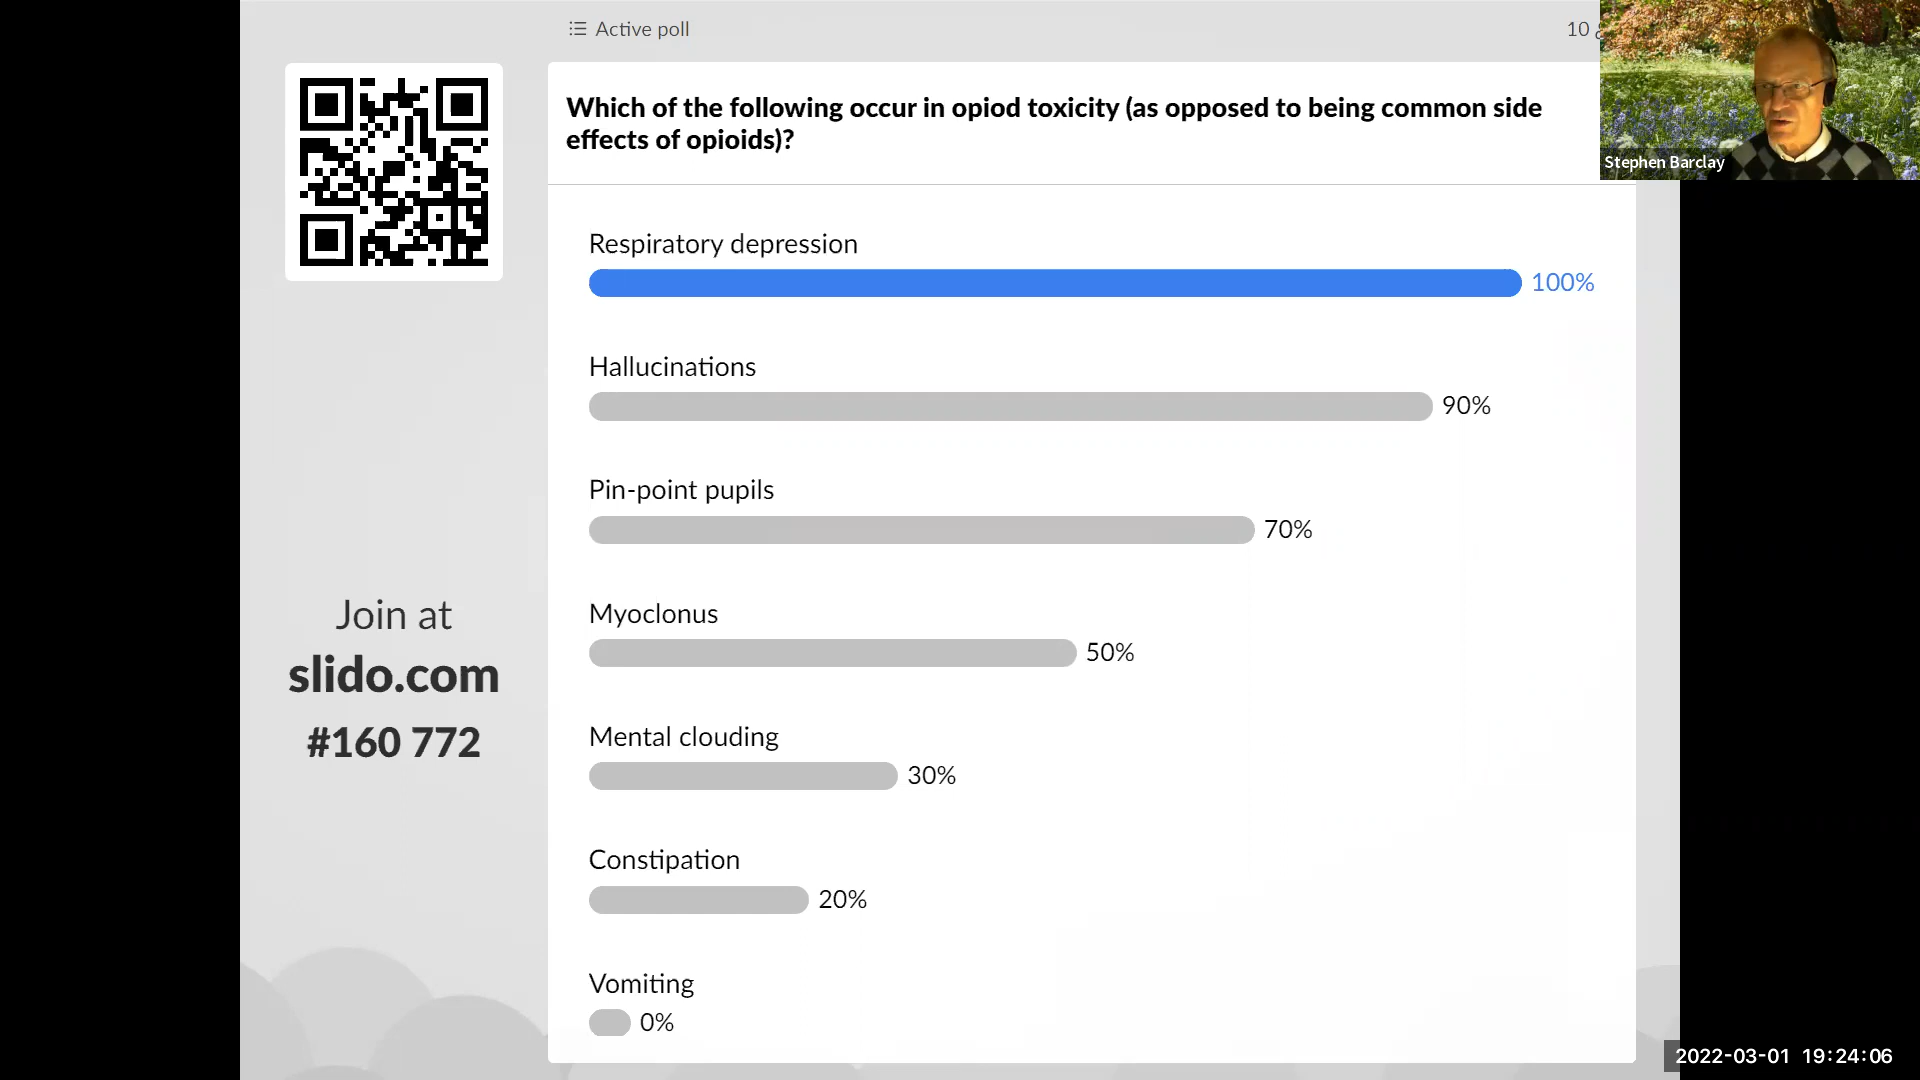 Active poll
10
Which of the following occur in opiod toxicity (as opposed to being common side
effects of opioids)?
Stephen Barclay
Respiratory depression
100%
Hallucinations
90%
Pin-point pupils
70%
Myoclonus
50%
Mental clouding
30%
Constipation
20%
Vomiting
0%
Join at
slido.com
#160 772
2022-03-01 19:24:06